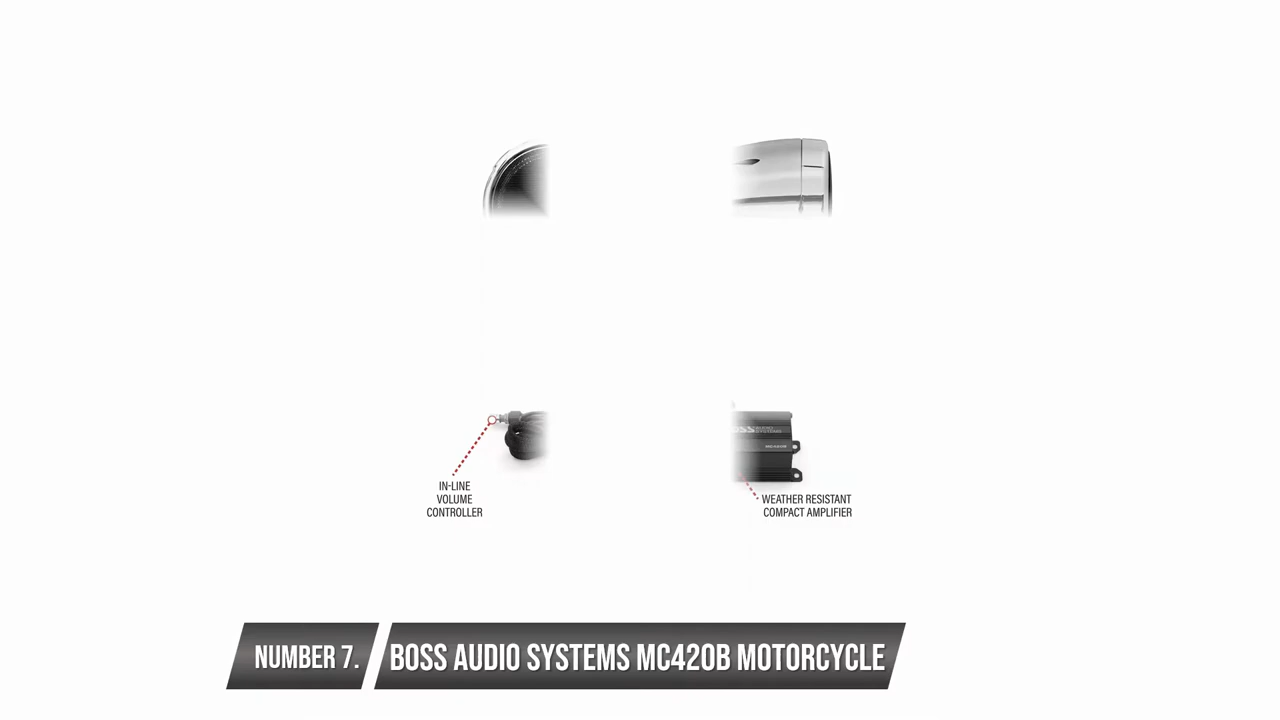 IN-LINE
VOLUME
CONTROLLER
WEATHER RESISTANT
COMPACT AMPLIFIER
NUMBER 7.
BOSS AUDIO SYSTEMS MC420B MOTORCYCLE